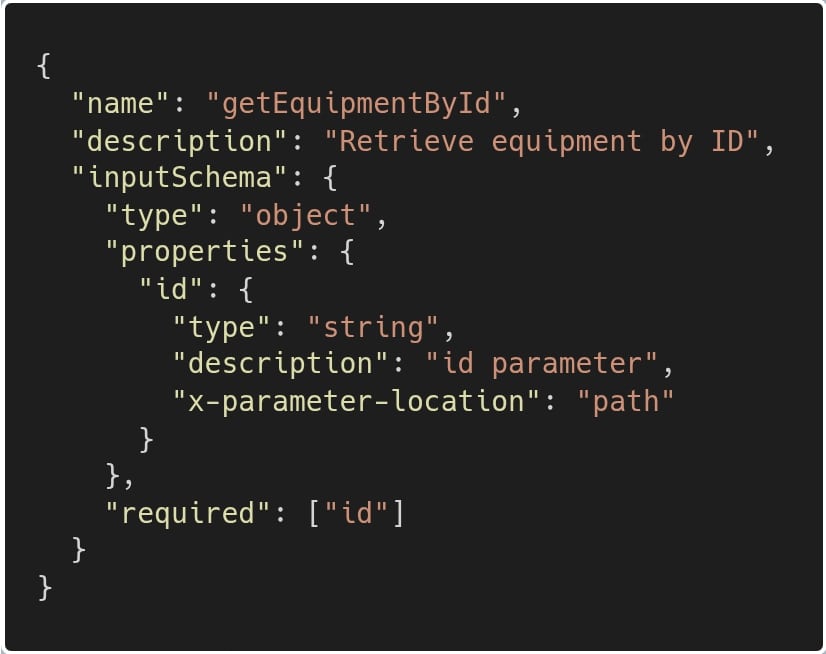 {
  "name": "getEquipmentById",
  "description": "Retrieve equipment by ID",
  "inputSchema": {
    "type": "object",
    "properties": {
      "id": {
        "type": "string",
        "description": "id parameter",
        "x-parameter-location": "path"
      }
    },
    "required": ["id"]
  }
}